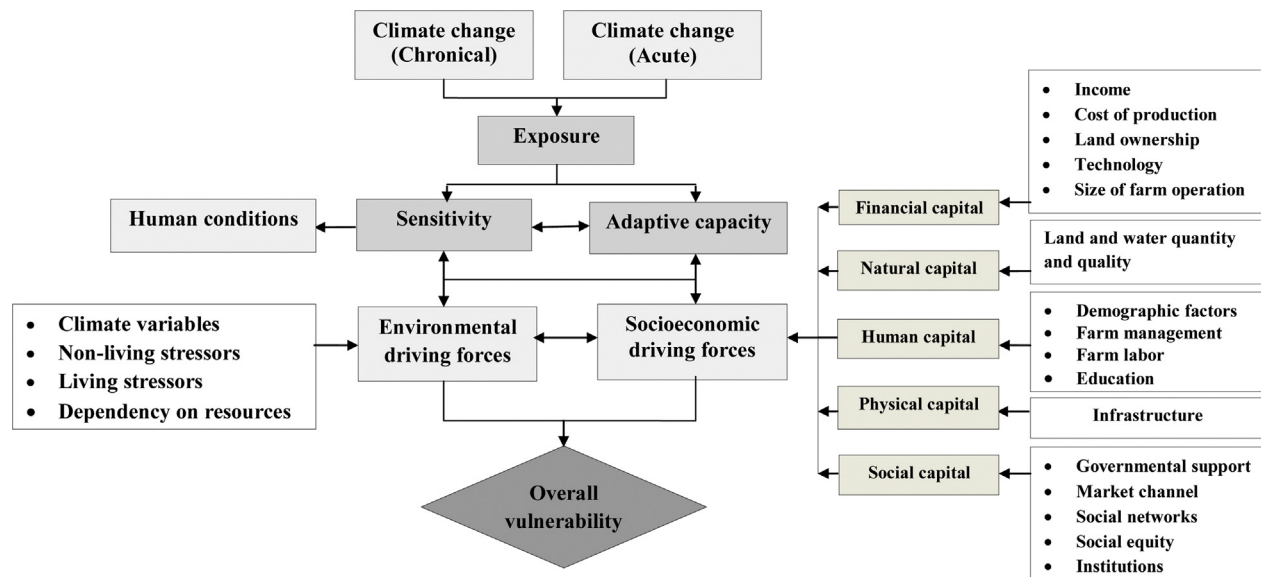 Climate change
(Chronical)
Climate change
(Acute)
Exposure
Human conditions
Sensitivity
Adaptive capacity
• Climate variables
• Non-living stressors
• Living stressors
• Dependency on resources
Environmental
driving forces
Socioeconomic
driving forces
Overall
vulnerability
Financial capital
Natural capital
Human capital
Physical capital
Social capital
• Income
• Cost of production
• Land ownership
• Technology
• Size of farm operation
Land and water quantity
and quality
• Demographic factors
• Farm management
• Farm labor
• Education
Infrastructure
• Governmental support
• Market channel
• Social networks
• Social equity
• Institutions